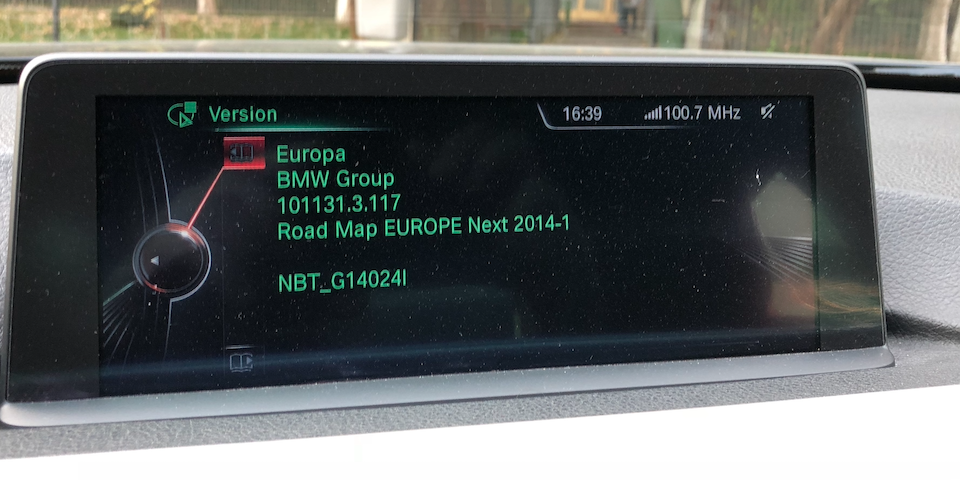 Version
16:39
100.7 MHz
Europa
BMW Group
101131.3.117
Road Map EUROPE Next 2014-1
NBT_G14024I